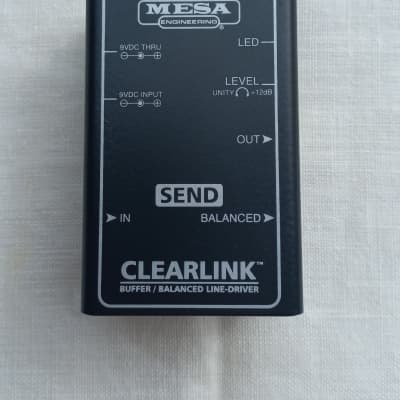 MESA
ENGINEERING ®
9VDC THRU
LED
LEVEL
UNITY +12dB
9VDC INPUT
OUT
SEND
IN
BALANCED
CLEARLINK™
BUFFER / BALANCED LINE-DRIVER